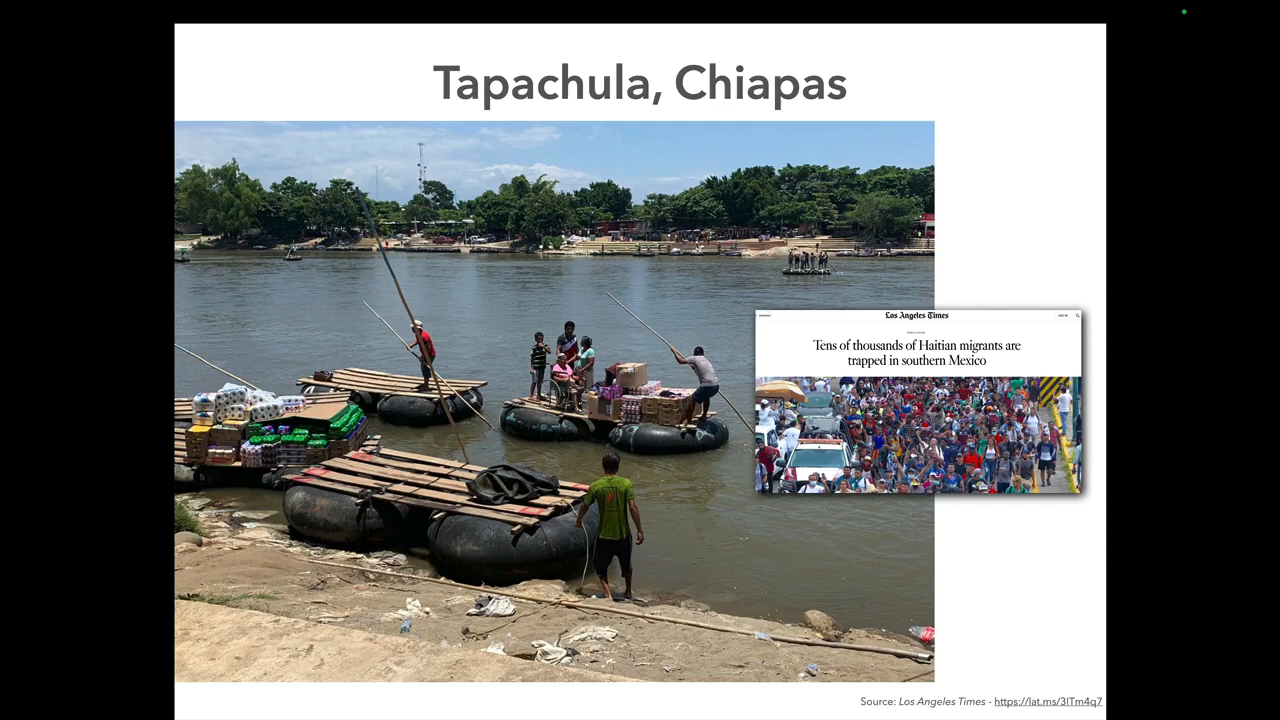 Tapachula, Chiapas
Los Angeles Times
Tens of thousands of Haitian migrants are
trapped in southern Mexico
Source: Los Angeles Times - https://lat.ms/3lTm4q7